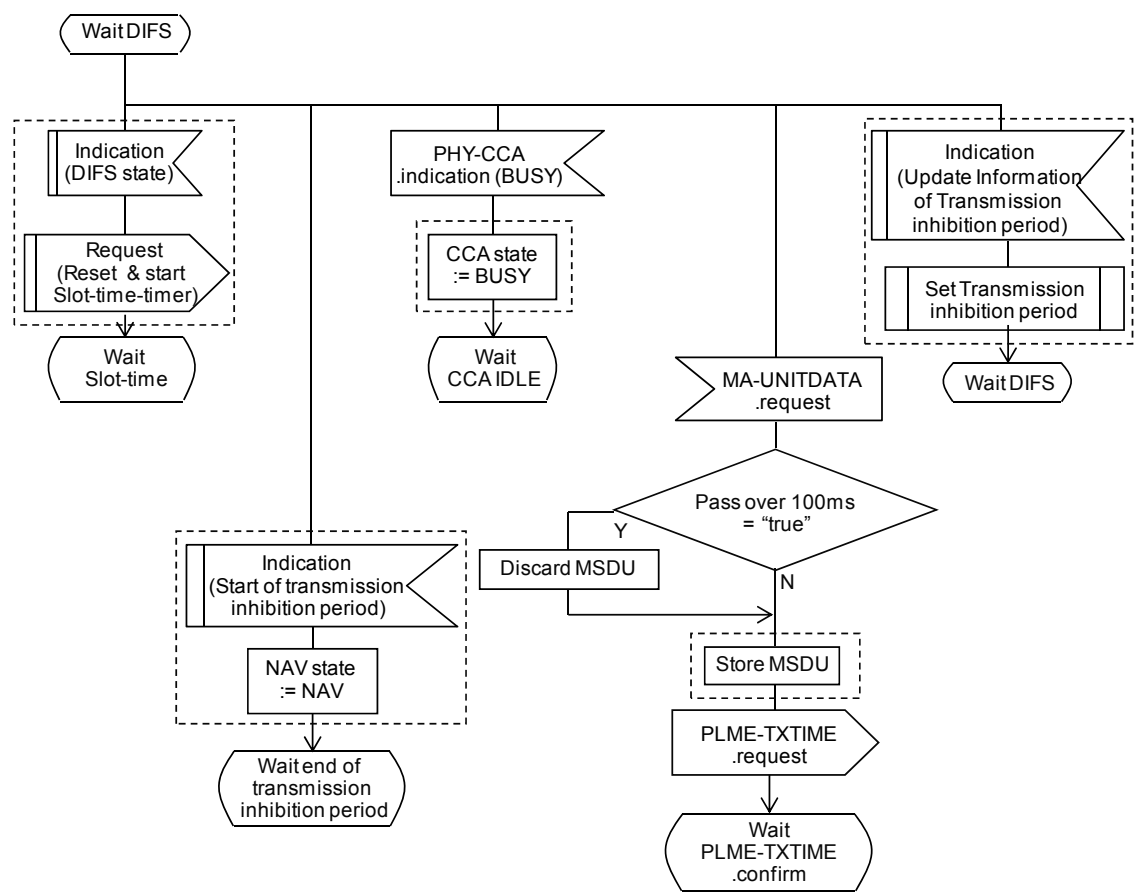 Wait DIFS
Indication
(DIFS state)
Request
(Reset & start
Slot-time-timer)
Wait
Slot-time
Indication
(Start of transmission
inhibition period)
NAV state
:= NAV
Wait end of
transmission
inhibition period
PHY-CCA
.indication (BUSY)
CCA state
:= BUSY
Wait
CCA IDLE
MA-UNITDATA
.request
Pass over 100ms
= “true”
Y
Discard MSDU
N
Store MSDU
PLME-TXTIME
.request
Wait
PLME-TXTIME
.confirm
Indication
(Update Information
of Transmission
inhibition period)
Set Transmission
inhibition period
Wait DIFS